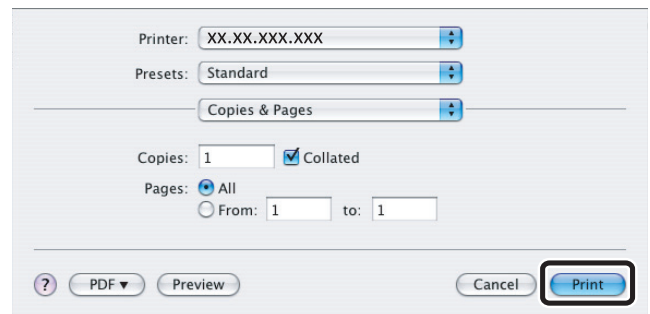 Printer: XX.XX.XXX.XXX
Presets: Standard
Copies & Pages
Copies: 1 Collated
Pages: All
From: 1 to: 1
? PDF ▼ Preview Cancel Print